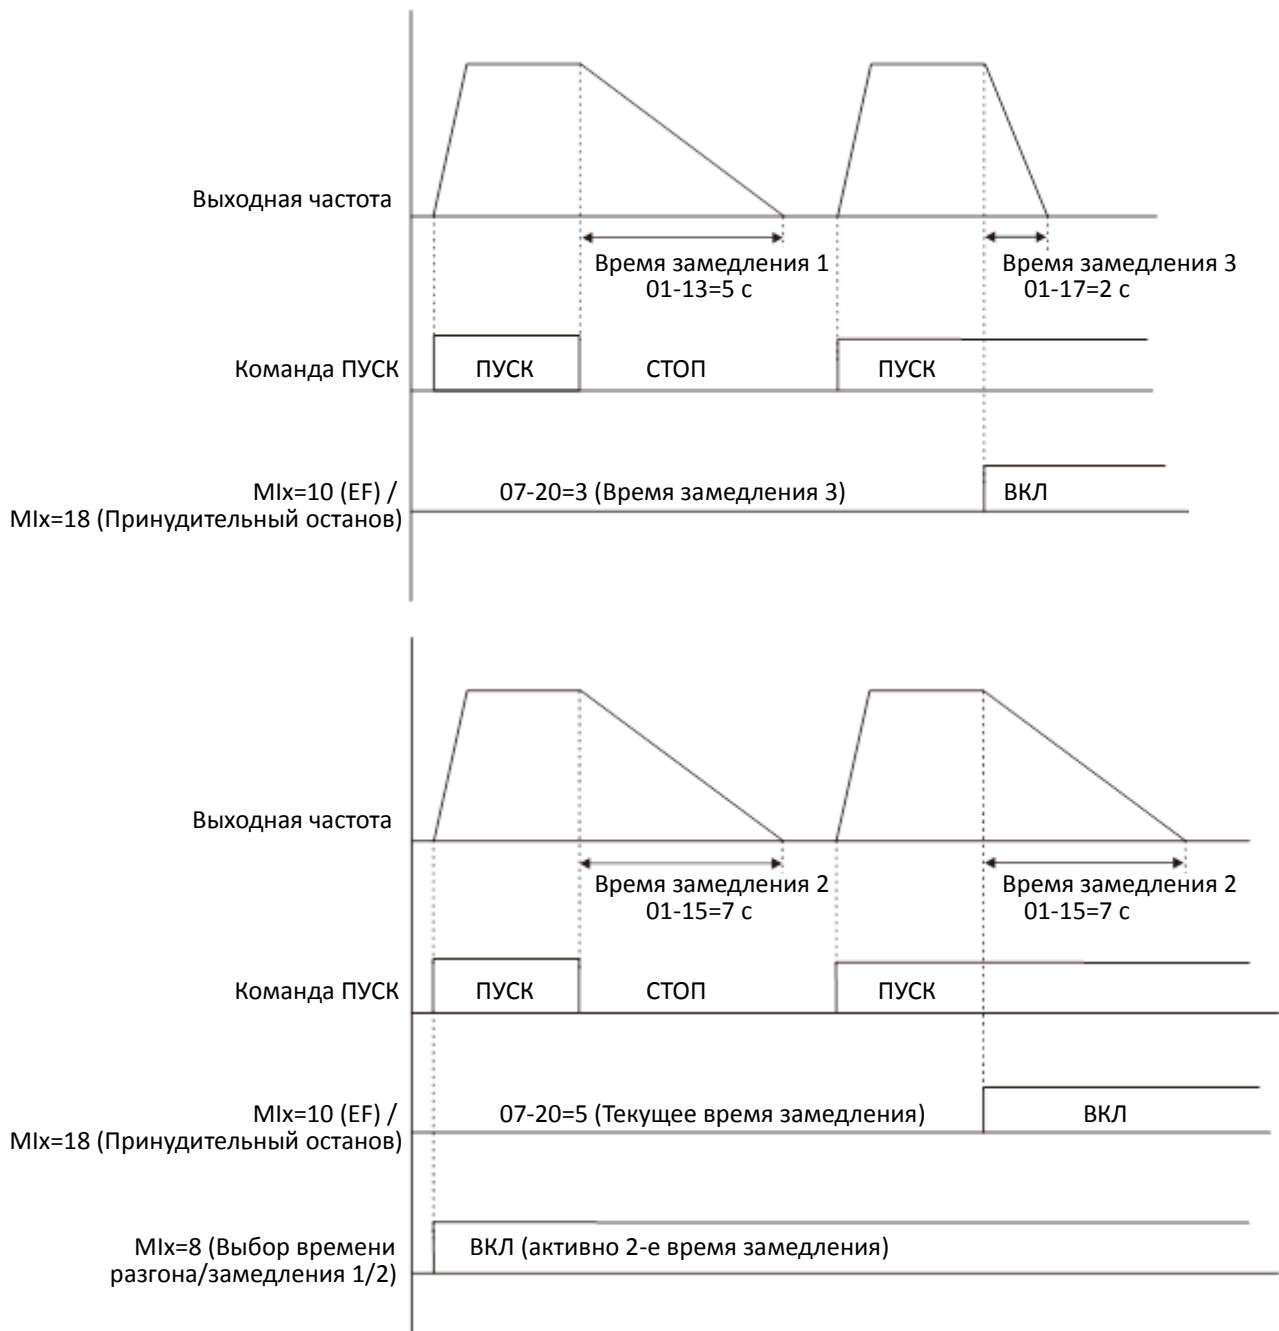 Выходная частота
Время замедления 1
01-13=5 с
Время замедления 3
01-17=2 с
Команда ПУСК
ПУСК
СТОП
ПУСК
MIx=10 (EF) /
MIx=18 (Принудительный останов)
07-20=3 (Время замедления 3)
ВКЛ
Выходная частота
Время замедления 2
01-15=7 с
Время замедления 2
01-15=7 с
Команда ПУСК
ПУСК
СТОП
ПУСК
MIx=10 (EF) /
MIx=18 (Принудительный останов)
07-20=5 (Текущее время замедления)
ВКЛ
MIx=8 (Выбор времени
разгона/замедления 1/2)
ВКЛ (активно 2-е время замедления)